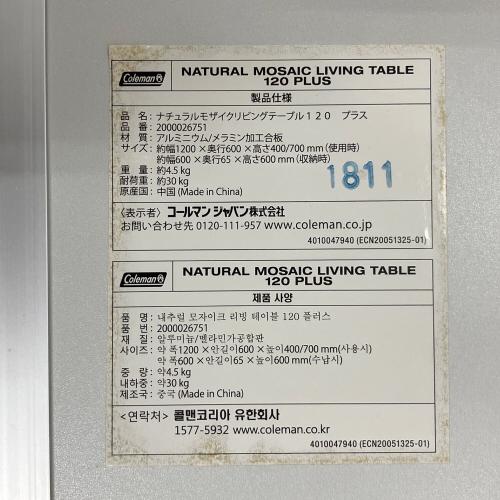 Coleman
NATURAL MOSAIC LIVING TABLE
120 PLUS
製品仕様
品 名：ナチュラルモザイクリビングテーブル１２０ プラス
品 番：2000026751
材 質：アルミニウム/メラミン加工合板
サイズ：約幅1200×奥行600×高さ400/700 mm（使用時）
約幅600×奥行65×高さ600 mm（収納時）
重 量：約4.5 kg
耐荷重：約30 kg
原産国：中国 (Made in China)
1811
〈表示者〉コールマン ジャパン株式会社
お問い合わせ先 0120-111-957 www.coleman.co.jp
4010047940 (ECN20051325-01)
Coleman
NATURAL MOSAIC LIVING TABLE
120 PLUS
제품 사양
품 명: 내추럴 모자이크 리빙 테이블 120 플러스
품 번: 2000026751
재 질: 알루미늄/멜라민가공합판
사이즈: 약 폭1200×안길이600×높이400/700 mm (사용시)
약 폭600×안길이65×높이600 mm (수납시)
중 량: 약4.5 kg
내하중: 약30 kg
제조국: 중국 (Made in China)
<연락처> 콜맨코리아 유한회사
1577-5932 www.coleman.co.kr
4010047940 (ECN20051325-01)